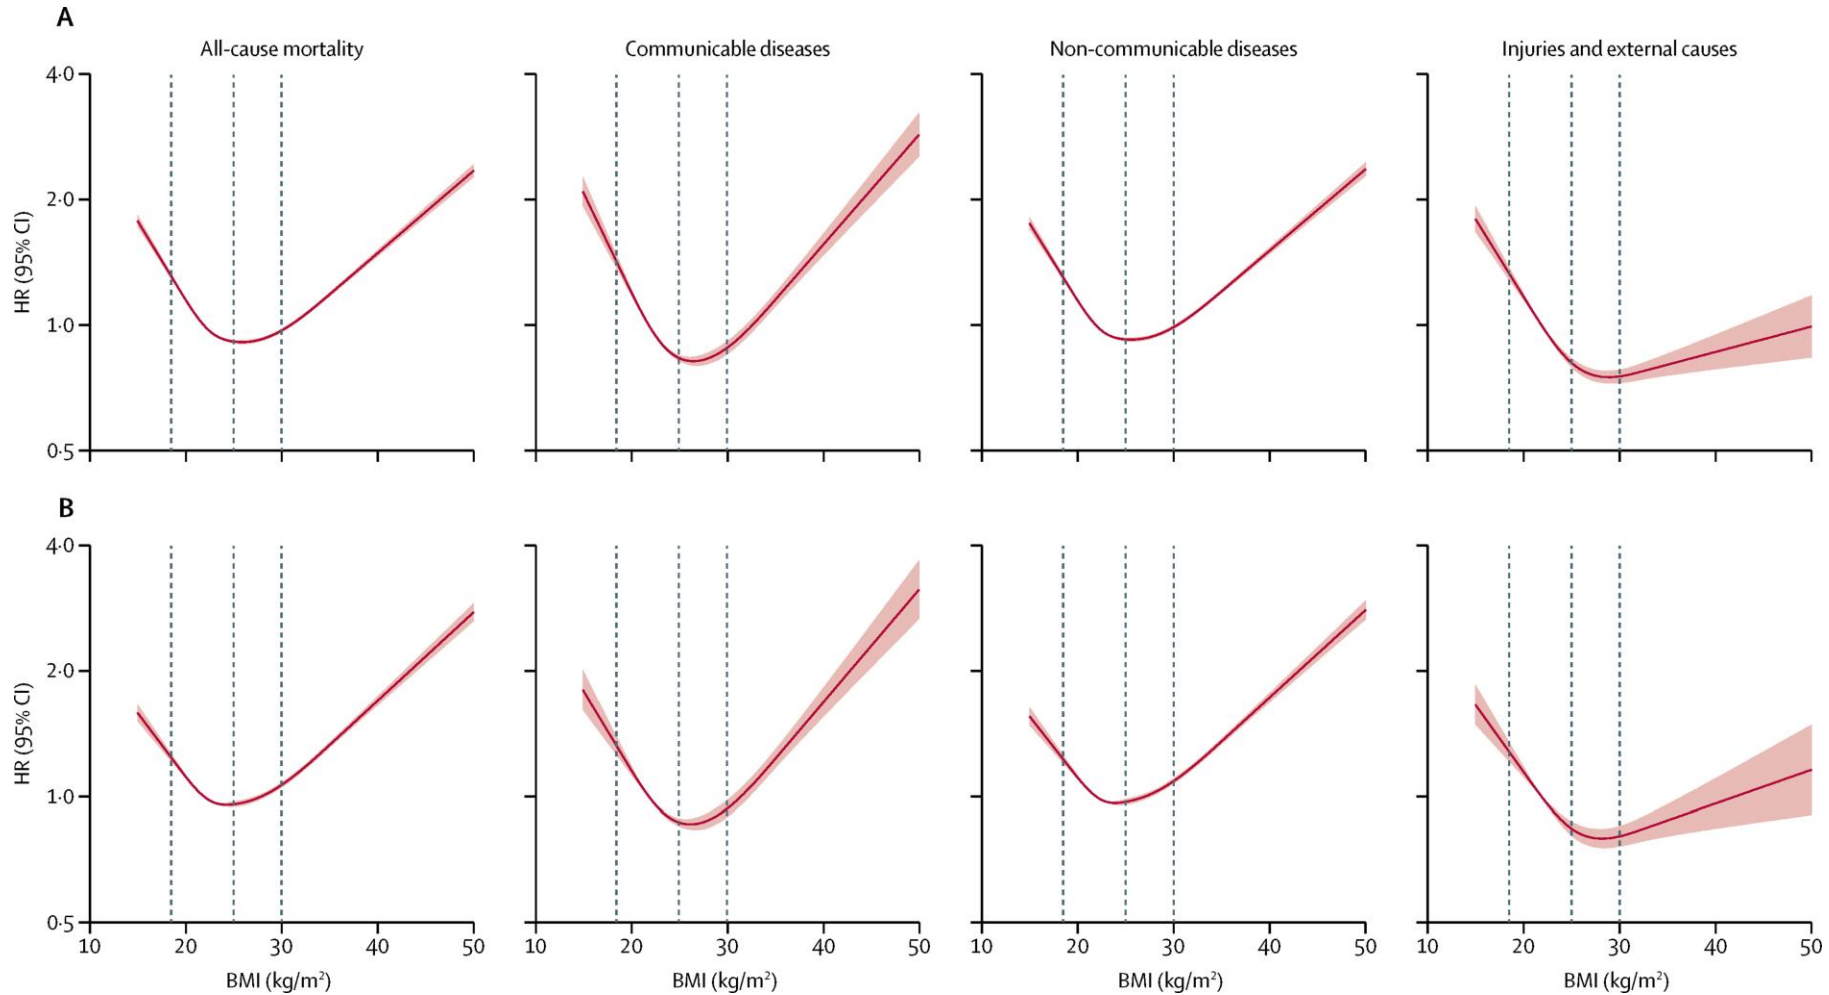 A
All-cause mortality
Communicable diseases
Non-communicable diseases
Injuries and external causes
4·0
2·0
1·0
0·5
HR (95% CI)
B
4·0
2·0
1·0
0·5
HR (95% CI)
10 20 30 40 50
10 20 30 40 50
10 20 30 40 50
10 20 30 40 50
BMI (kg/m²)
BMI (kg/m²)
BMI (kg/m²)
BMI (kg/m²)